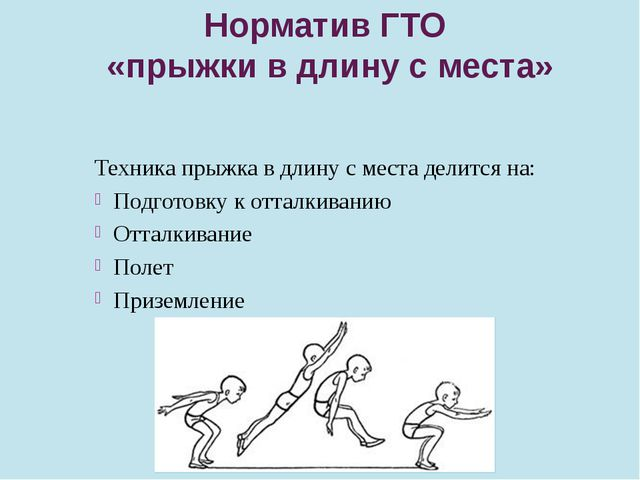 Норматив ГТО
«прыжки в длину с места»
Техника прыжка в длину с места делится на:
Подготовку к отталкиванию
Отталкивание
Полет
Приземление